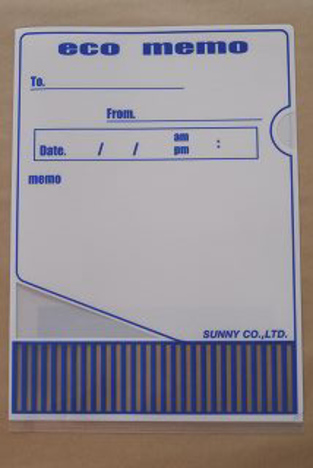 eco memo
To.
From.
Date. / / am pm :
memo
SUNNY CO.,LTD.